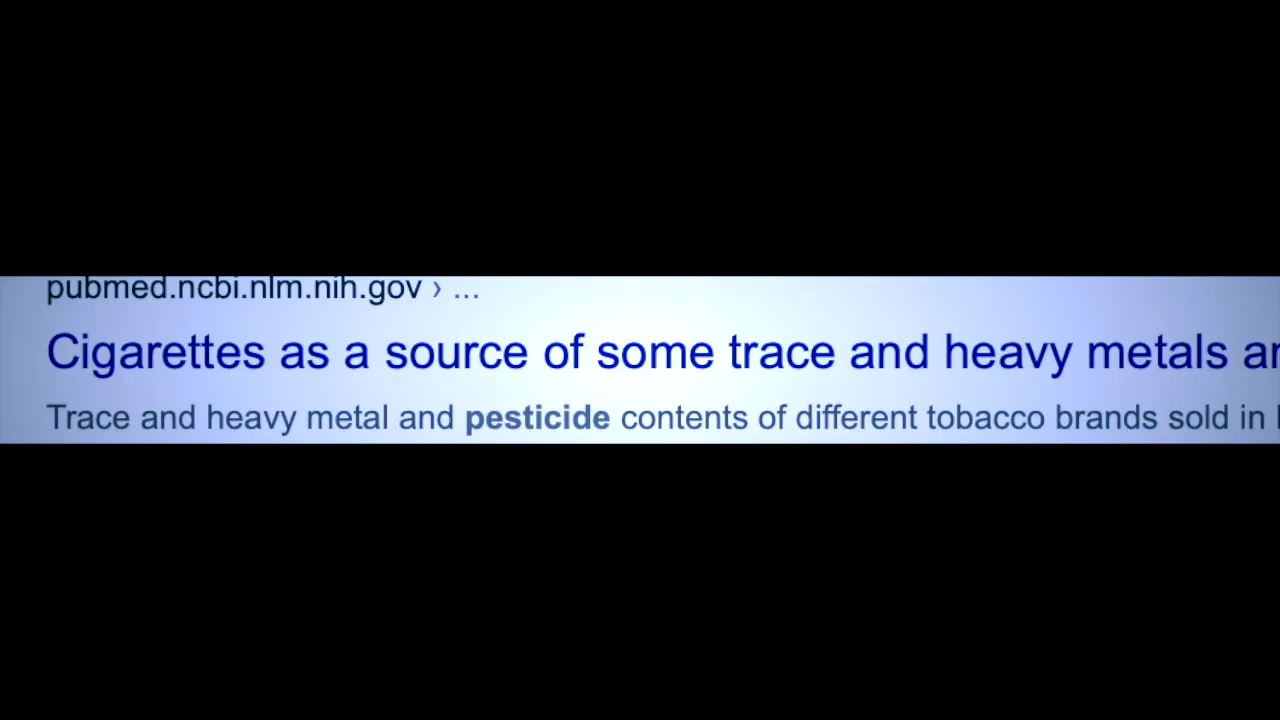 pubmed.ncbi.nlm.nih.gov › ...
Cigarettes as a source of some trace and heavy metals
Trace and heavy metal and pesticide contents of different tobacco brands sold in